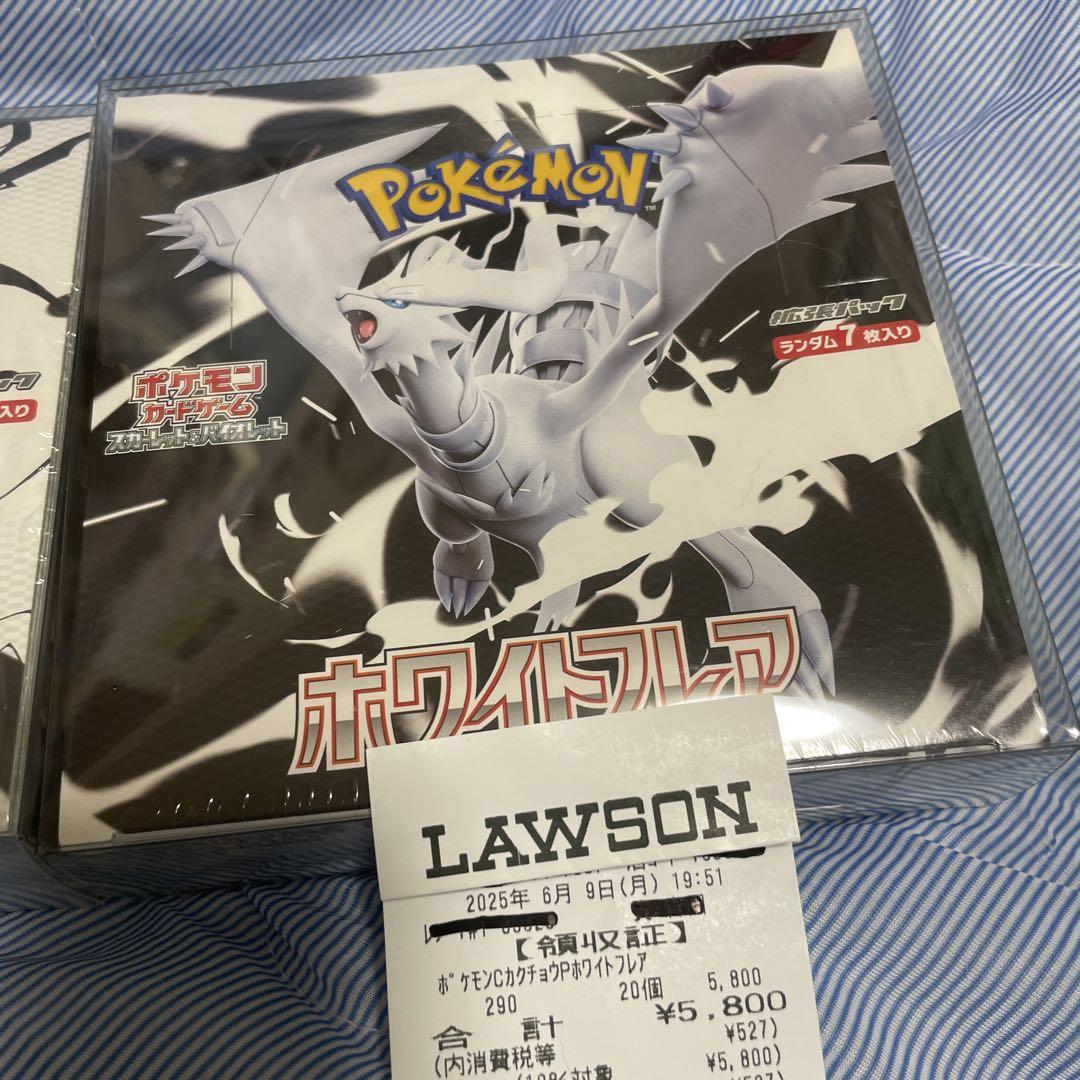 POKéMON
TM
拡張パック
ランダム7枚入り
ポケモン
カードゲーム
スカーレット&バイオレット
入り
ホワイトフレア
LAWSON
2025年 6月 9日(月) 19:51
【領収証】
ポケモンCカクチョウPホワイトフレア
290 20個 5,800
合 計 ¥5,800
(内消費税等 ¥527)
¥5,800)